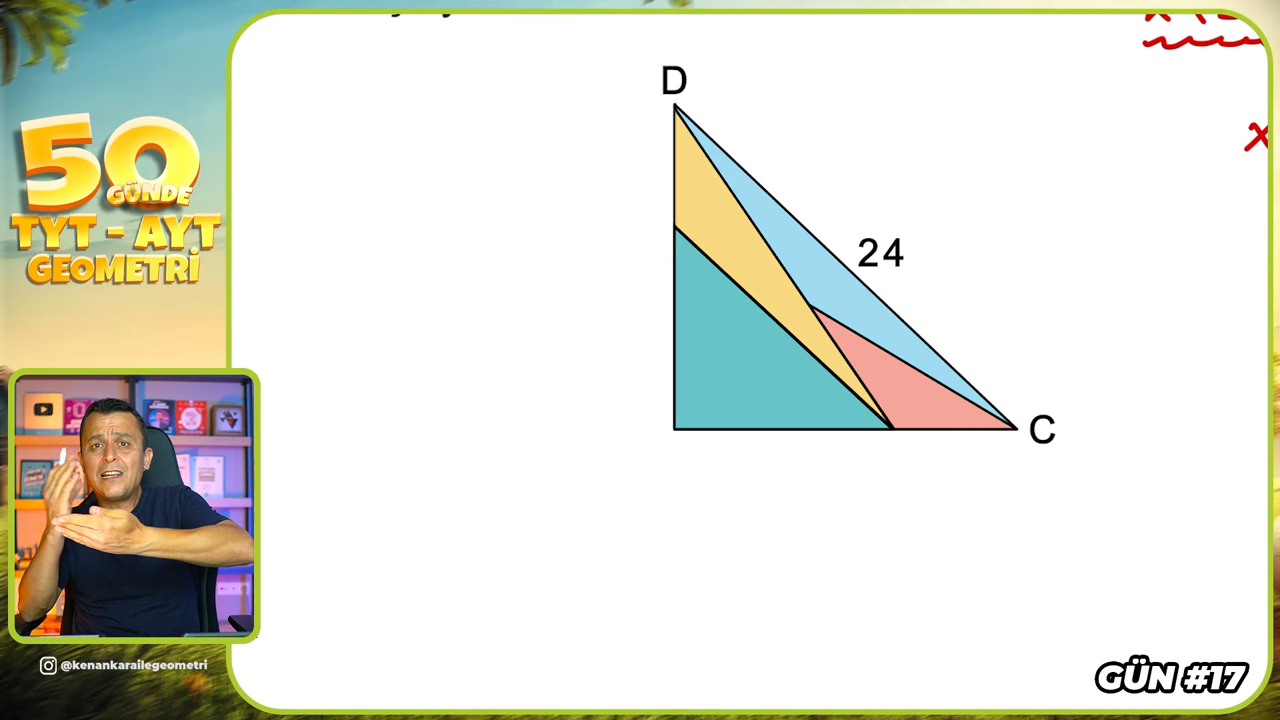 50
GÜNDE
TYT - AYT
GEOMETRİ
D
24
C
@kenankarailegeometri
GÜN #17